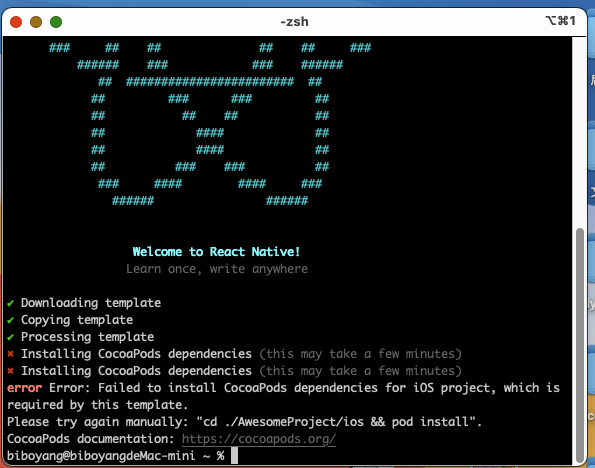 -zsh
⌥⌘1
###     ##    ##              ##    ##     ###
######    ###            ###    ######
##  ########################  ##
##         ###      ###         ##
##           ##    ##           ##
##             ####             ##
##             ####             ##
##          ###    ###          ##
###     ####        ####     ###
######                ######
Welcome to React Native!
Learn once, write anywhere
✔ Downloading template
✔ Copying template
✔ Processing template
✖ Installing CocoaPods dependencies (this may take a few minutes)
✖ Installing CocoaPods dependencies (this may take a few minutes)
error Error: Failed to install CocoaPods dependencies for iOS project, which is
required by this template.
Please try again manually: "cd ./AwesomeProject/ios && pod install".
CocoaPods documentation: https://cocoapods.org/
biboyang@biboyangdeMac-mini ~ %